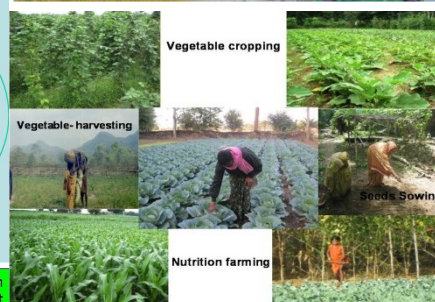 Vegetable cropping
Vegetable- harvesting
Seeds Sowin
Nutrition farming